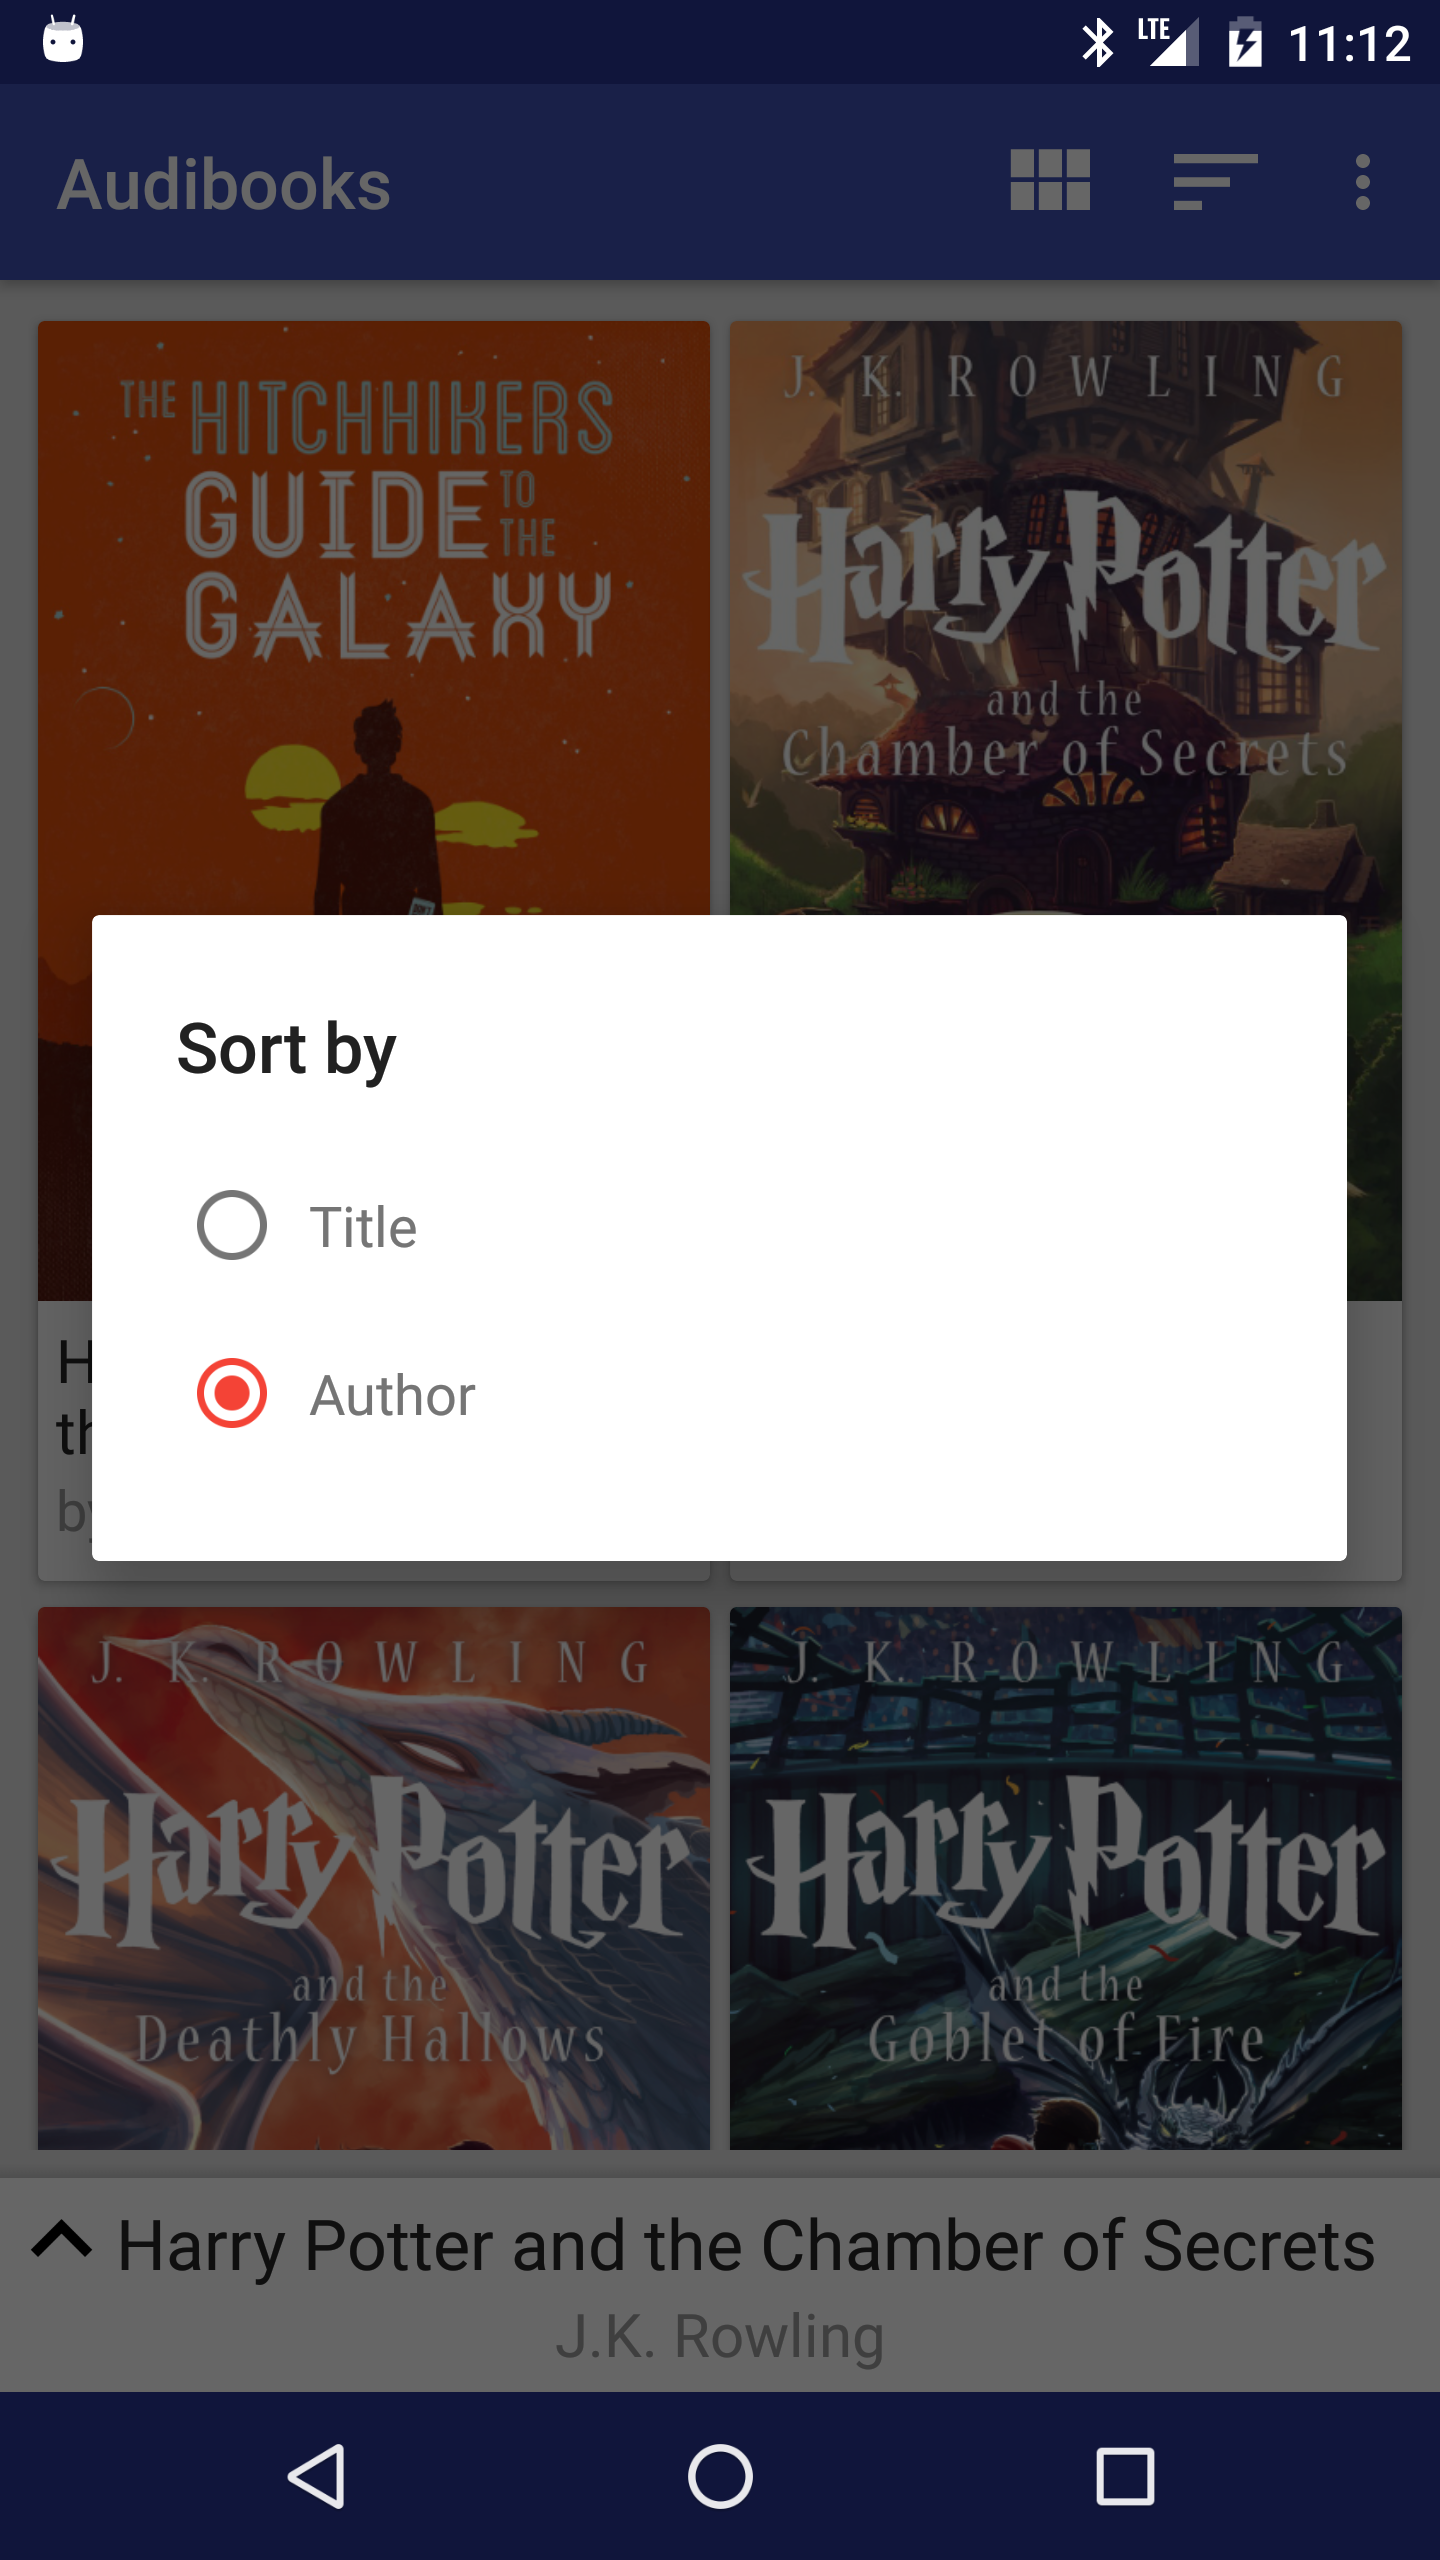 LTE 11:12
Audibooks
THE HITCHHIKERS
GUIDE TO THE
GALAXY
J. K. ROWLING
Harry Potter
and the
Chamber of Secrets
Sort by
Title
Author
J. K. ROWLING
Harry Potter
and the
Deathly Hallows
J. K. ROWLING
Harry Potter
and the
Goblet of Fire
Harry Potter and the Chamber of Secrets
J.K. Rowling